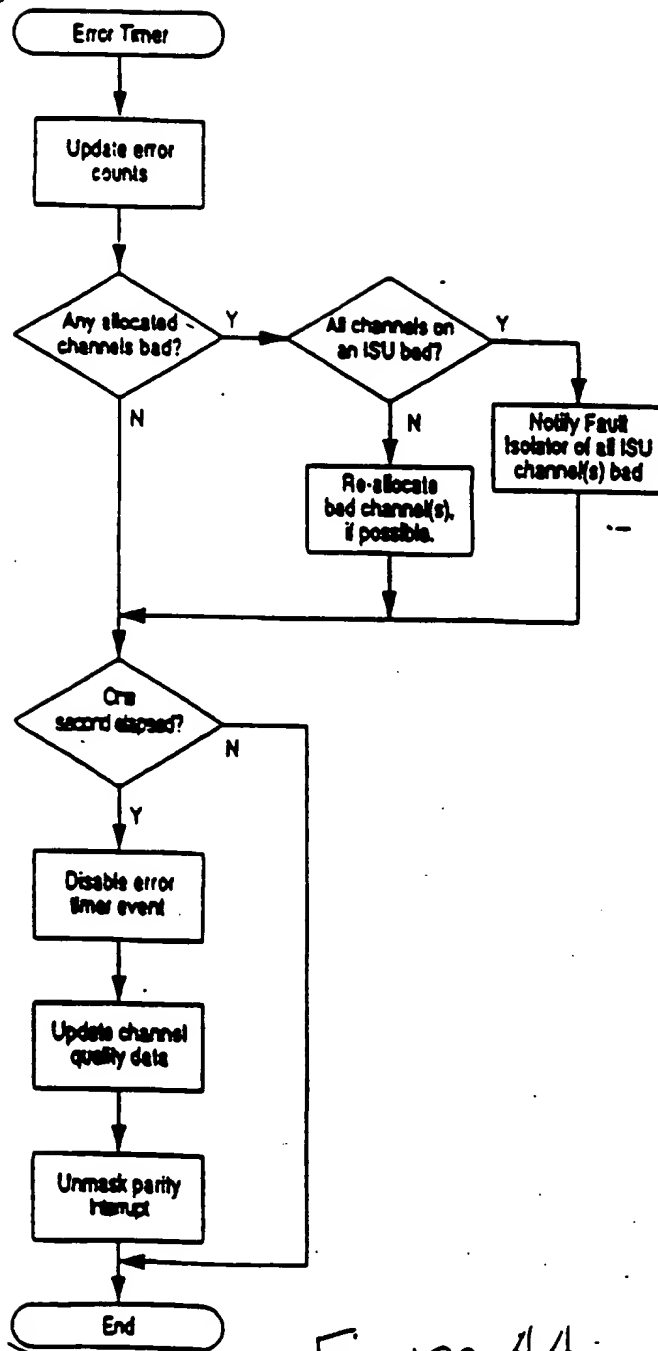 Error Timer
Update error
counts
Any allocated
channels bad?
Y
All channels on
an ISU bad?
Y
N
N
Notify Fault
Isolator of all ISU
channel(s) bad
Re-allocate
bad channel(s),
if possible.
One
second elapsed?
N
Y
Disable error
timer event
Update channel
quality data
Unmask parity
Interrupt
End
Figure 44